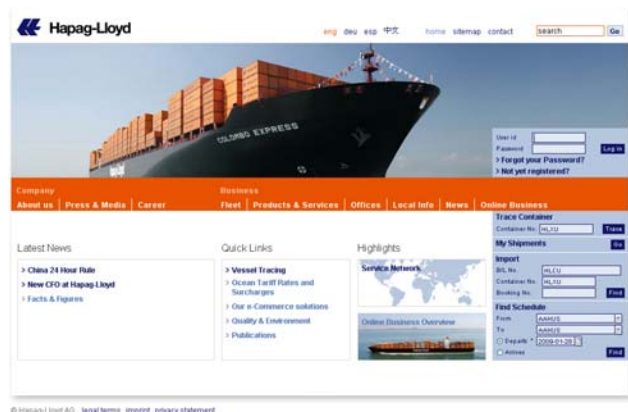 Hapag-Lloyd
eng deu esp 中文 home sitemap contact search Go
COLOMBO EXPRESS
User id
Password Log in
> Forgot your Password?
> Not yet registered?
Company Business
About us | Press & Media | Career Fleet | Products & Services | Offices | Local Info | News | Online Business
Trace Container
Container No. HLXU Trace
My Shipments Go
Import
B/L No. HLCU
Container No. HLXU
Booking No. Find
Find Schedule
From AARHUS
To AARHUS
Depart. * 2009-01-28
Arrival Find
Latest News
> China 24 Hour Rule
> New CFO at Hapag-Lloyd
> Facts & Figures
Quick Links
> Vessel Tracing
> Ocean Tariff Rates and
Surcharges
> Our e-Commerce solutions
> Quality & Environment
> Publications
Highlights
Service Network
Online Business Overview
© Hapag-Lloyd AG legal terms imprint privacy statement